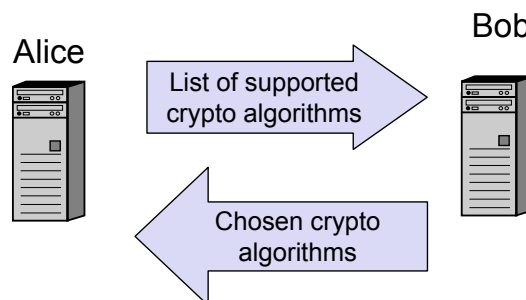 Alice
Bob
List of supported
crypto algorithms
Chosen crypto
algorithms